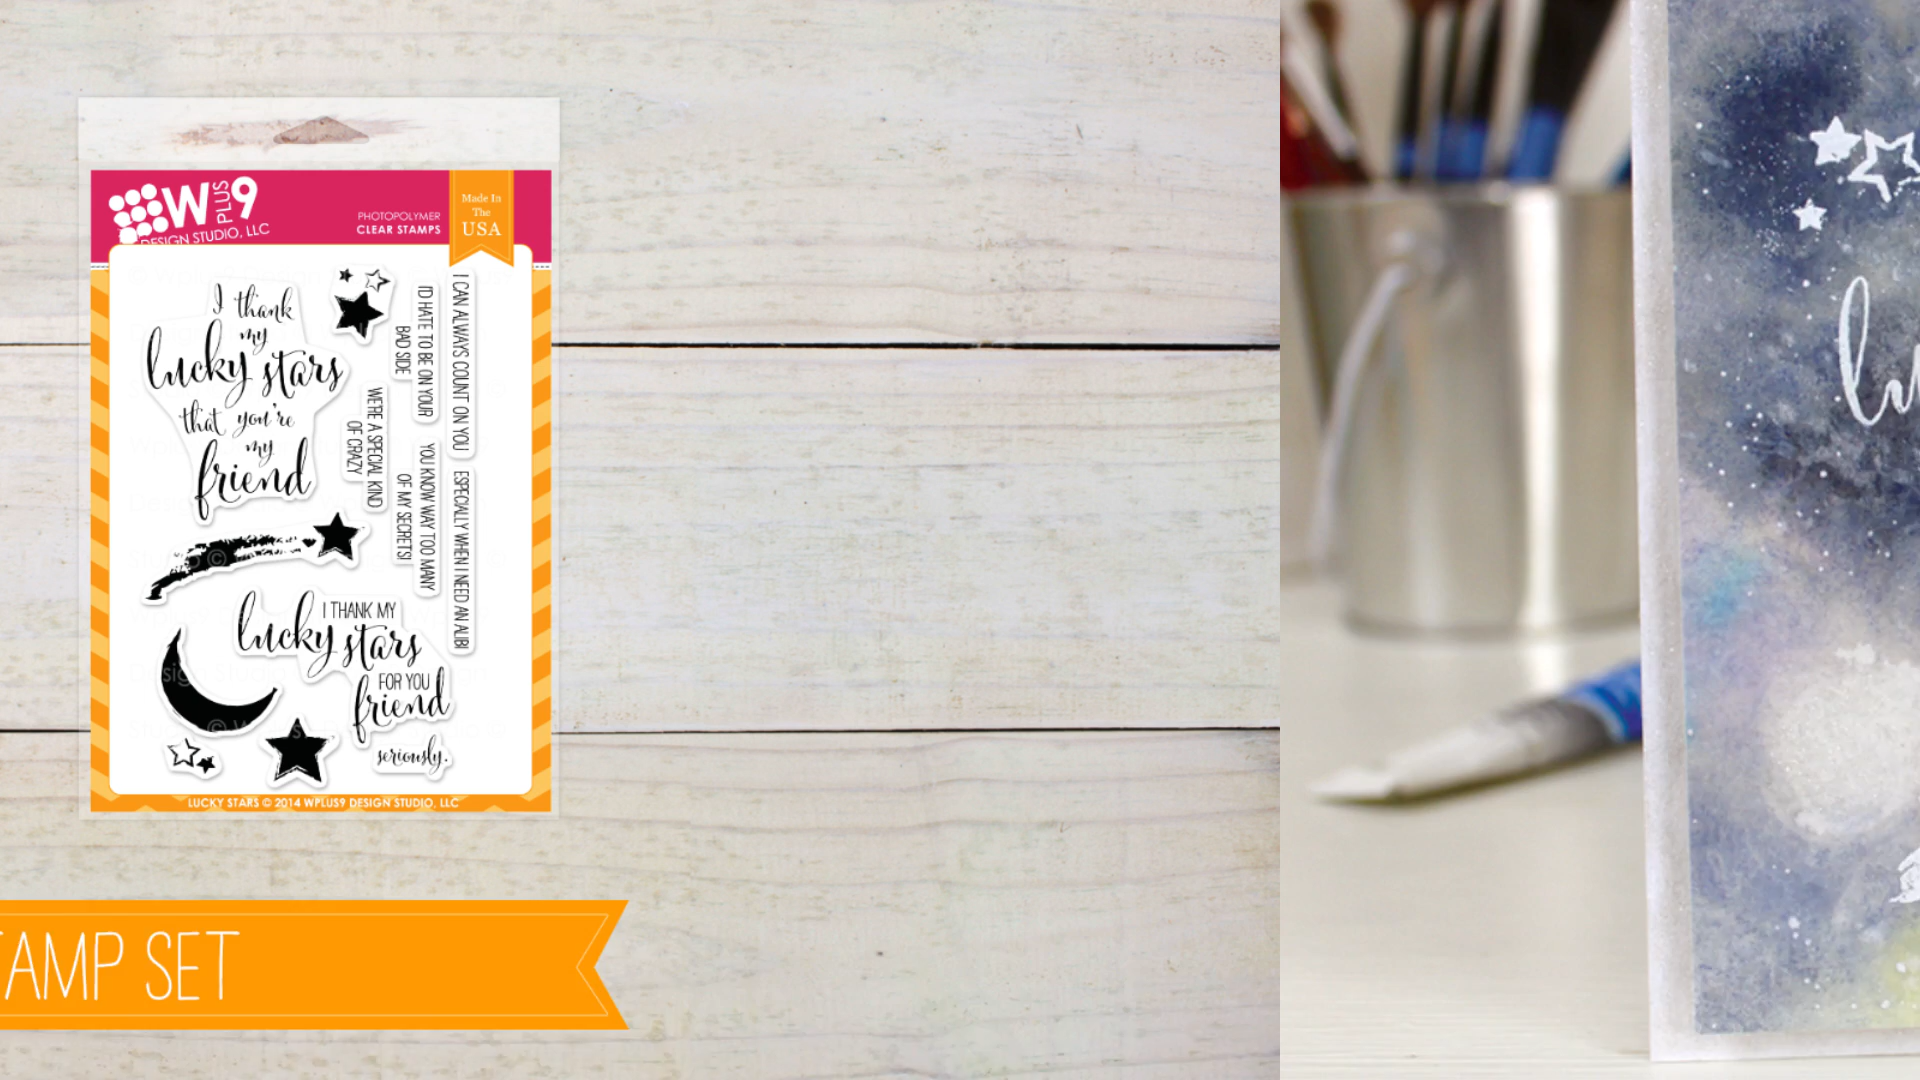 W PLUS 9
DESIGN STUDIO, LLC
PHOTOPOLYMER
CLEAR STAMPS
Made In
The
USA
I thank
my
lucky stars
that you're
my
friend
I CAN ALWAYS COUNT ON YOU
I'D HATE TO BE ON YOUR
BAD SIDE
WE'RE A SPECIAL KIND
OF CRAZY
YOU KNOW WAY TOO MANY
OF MY SECRETS!
ESPECIALLY WHEN I NEED AN ALIBI
I THANK MY
lucky stars
FOR YOU
friend
seriously.
LUCKY STARS © 2014 WPLUS9 DESIGN STUDIO, LLC
TAMP SET
lu